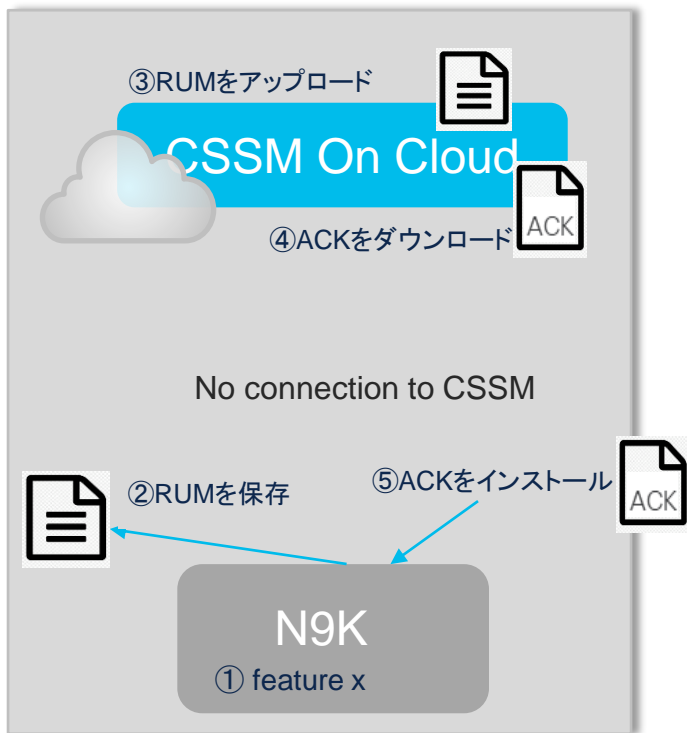 ③RUMをアップロード
CSSM On Cloud
④ACKをダウンロード
ACK
No connection to CSSM
②RUMを保存
⑤ACKをインストール
ACK
N9K
① feature x